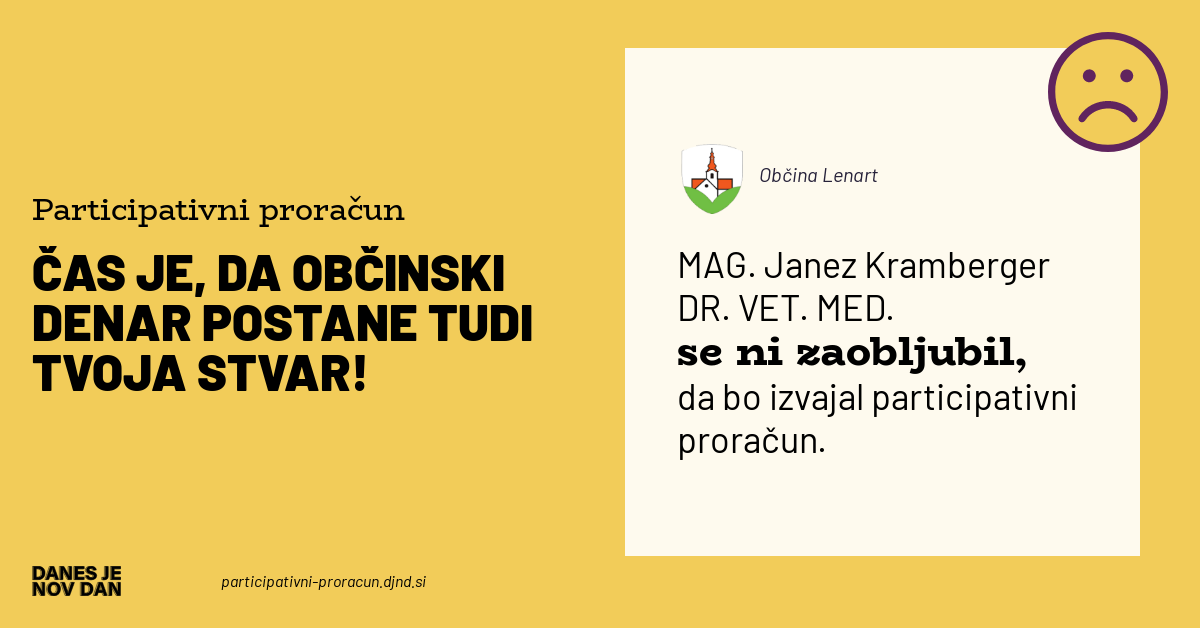 Participativni proračun
ČAS JE, DA OBČINSKI
DENAR POSTANE TUDI
TVOJA STVAR!
DANES JE
NOV DAN
participativni-proracun.djnd.si
Občina Lenart
MAG. Janez Kramberger
DR. VET. MED.
se ni zaobljubil,
da bo izvajal participativni
proračun.